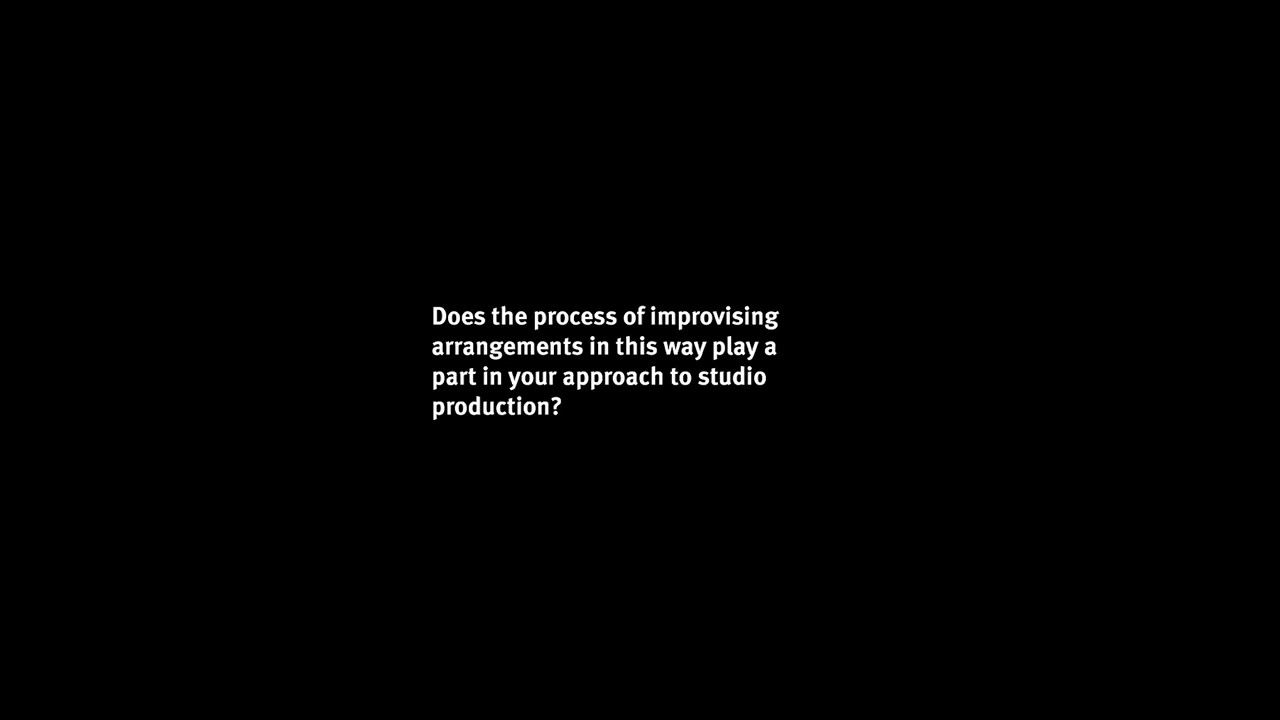 Does the process of improvising
arrangements in this way play a
part in your approach to studio
production?